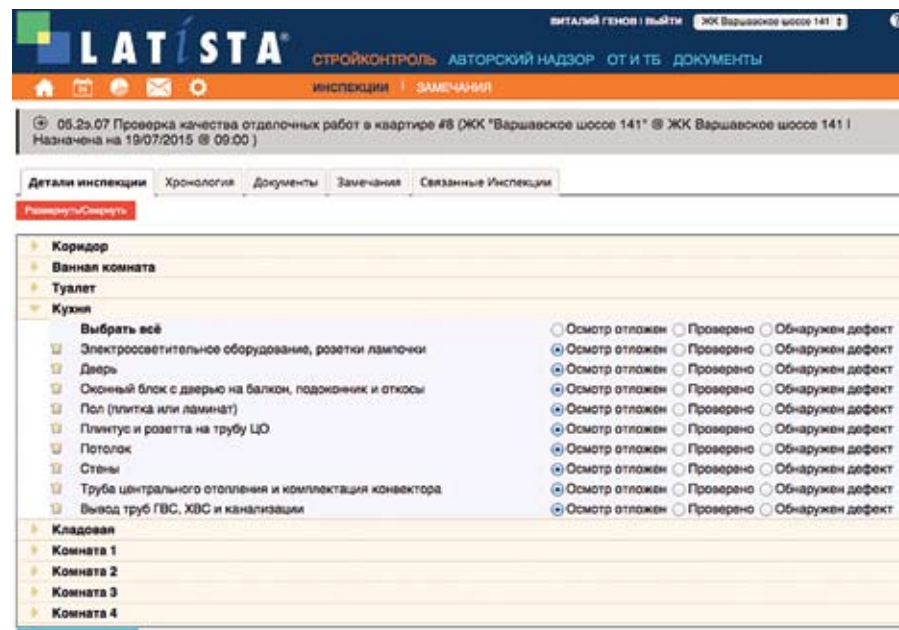 ВИТАЛИЙ ГЕНОВ | ВЫЙТИ ЖК Варшавское шоссе 141
LATISTA®
СТРОЙКОНТРОЛЬ АВТОРСКИЙ НАДЗОР ОТ И ТБ ДОКУМЕНТЫ
ИНСПЕКЦИИ | ЗАМЕЧАНИЯ
05.2э.07 Проверка качества отделочных работ в квартире #8 (ЖК "Варшавское шоссе 141" @ ЖК Варшавское шоссе 141 |
Назначена на 19/07/2015 @ 09:00 )
Детали инспекции Хронология Документы Замечания Связанные Инспекции
Развернуть/Свернуть
Коридор
Ванная комната
Туалет
Кухня
Выбрать всё Осмотр отложен Проверено Обнаружен дефект
Электроосветительное оборудование, розетки лампочки Осмотр отложен Проверено Обнаружен дефект
Дверь Осмотр отложен Проверено Обнаружен дефект
Оконный блок с дверью на балкон, подоконник и откосы Осмотр отложен Проверено Обнаружен дефект
Пол (плитка или ламинат) Осмотр отложен Проверено Обнаружен дефект
Плинтус и розетта на трубу ЦО Осмотр отложен Проверено Обнаружен дефект
Потолок Осмотр отложен Проверено Обнаружен дефект
Стены Осмотр отложен Проверено Обнаружен дефект
Труба центрального отопления и комплектация конвектора Осмотр отложен Проверено Обнаружен дефект
Вывод труб ГВС, ХВС и канализации Осмотр отложен Проверено Обнаружен дефект
Кладовая
Комната 1
Комната 2
Комната 3
Комната 4